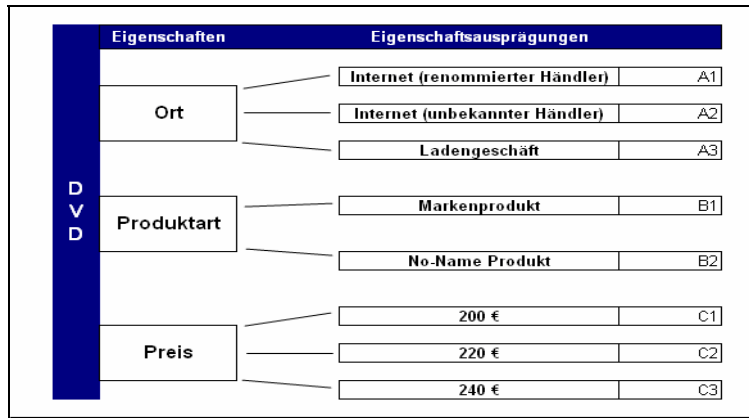 Eigenschaften Eigenschaftsausprägungen
Internet (renommierter Händler) A1
Ort Internet (unbekannter Händler) A2
Ladengeschäft A3
DVD
Markenprodukt B1
Produktart
No-Name Produkt B2
200 € C1
Preis 220 € C2
240 € C3